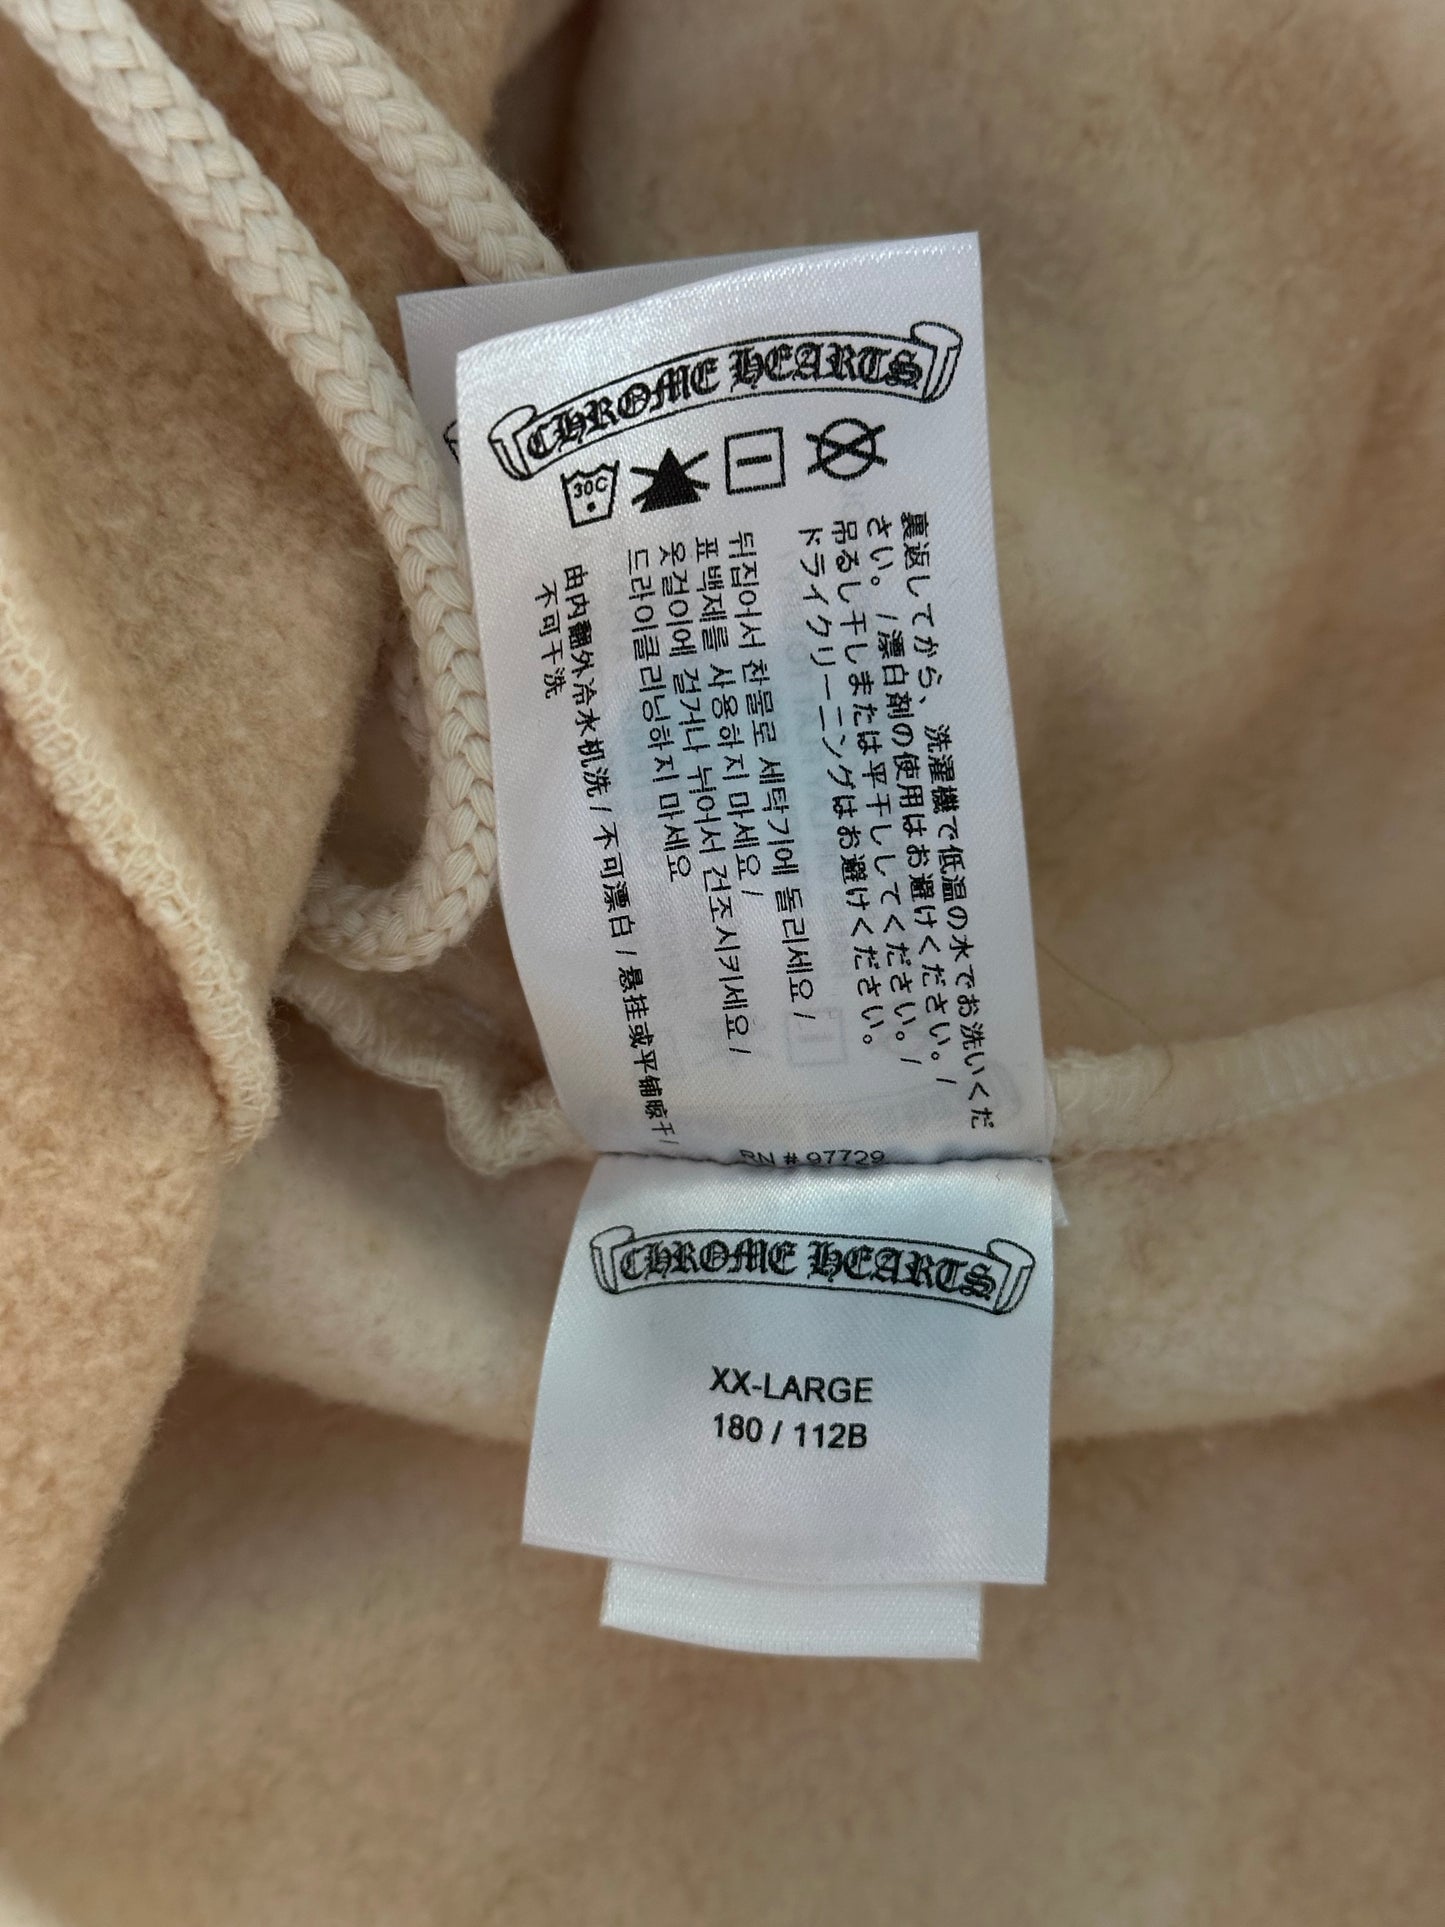 CHROME HEARTS
30C
裏返してから、洗濯機で低温の水でお洗いくだ
さい。/漂白剤の使用はお避けください。/
吊るし干しまたは平干ししてください。/
ドライクリーニングはお避けください。
뒤집어서 찬물로 세탁기에 돌리세요 /
표백제를 사용하지 마세요 /
옷걸이에 걸거나 뉘어서 건조시키세요 /
드라이클리닝하지 마세요
由内翻外冷水机洗 / 不可漂白 / 悬挂或平铺晾干 /
不可干洗
RN # 97729
CHROME HEARTS
XX-LARGE
180 / 112B